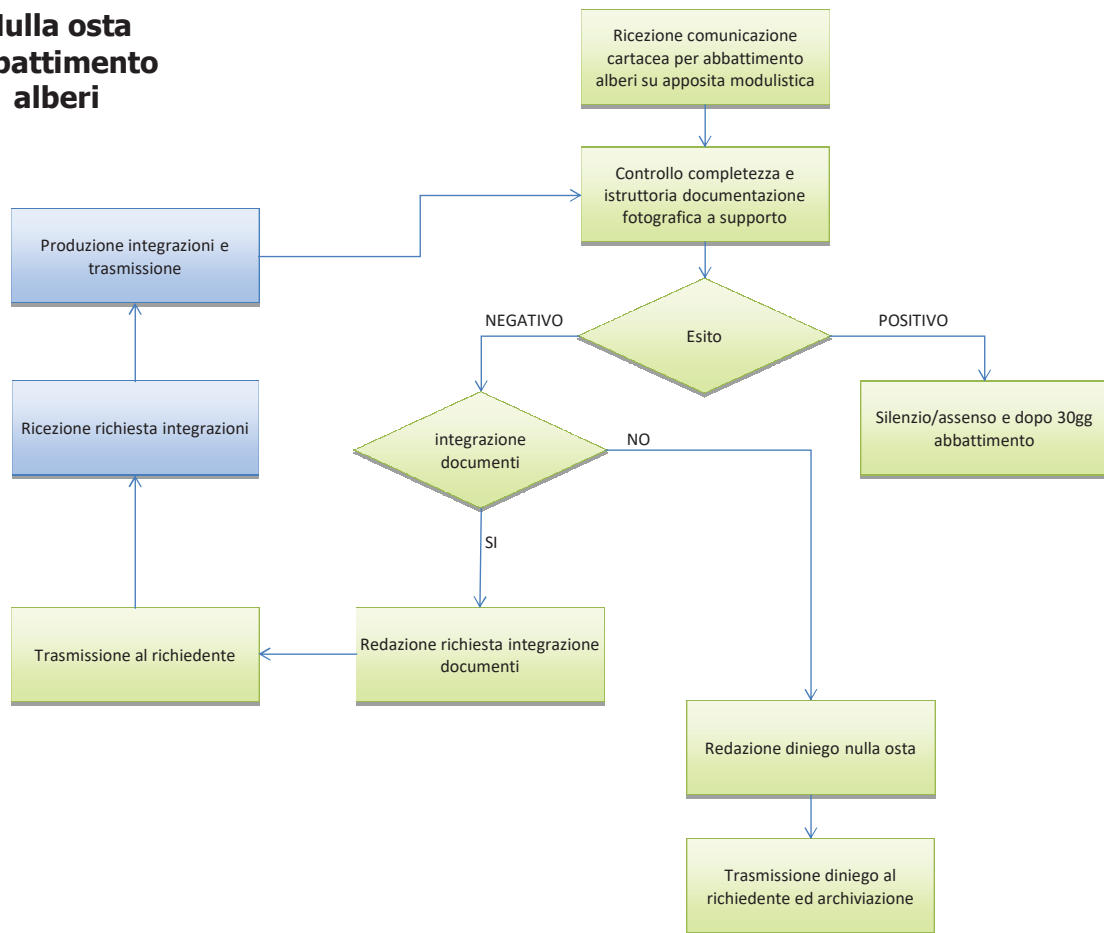 ulla osta
battimento
alberi
Ricezione comunicazione
cartacea per abbattimento
alberi su apposita modulistica
Controllo completezza e
istruttoria documentazione
fotografica a supporto
Produzione integrazioni e
trasmissione
NEGATIVO
Esito
POSITIVO
Ricezione richiesta integrazioni
integrazione
documenti
NO
Silenzio/assenso e dopo 30gg
abbattimento
SI
Trasmissione al richiedente
Redazione richiesta integrazione
documenti
Redazione diniego nulla osta
Trasmissione diniego al
richiedente ed archiviazione